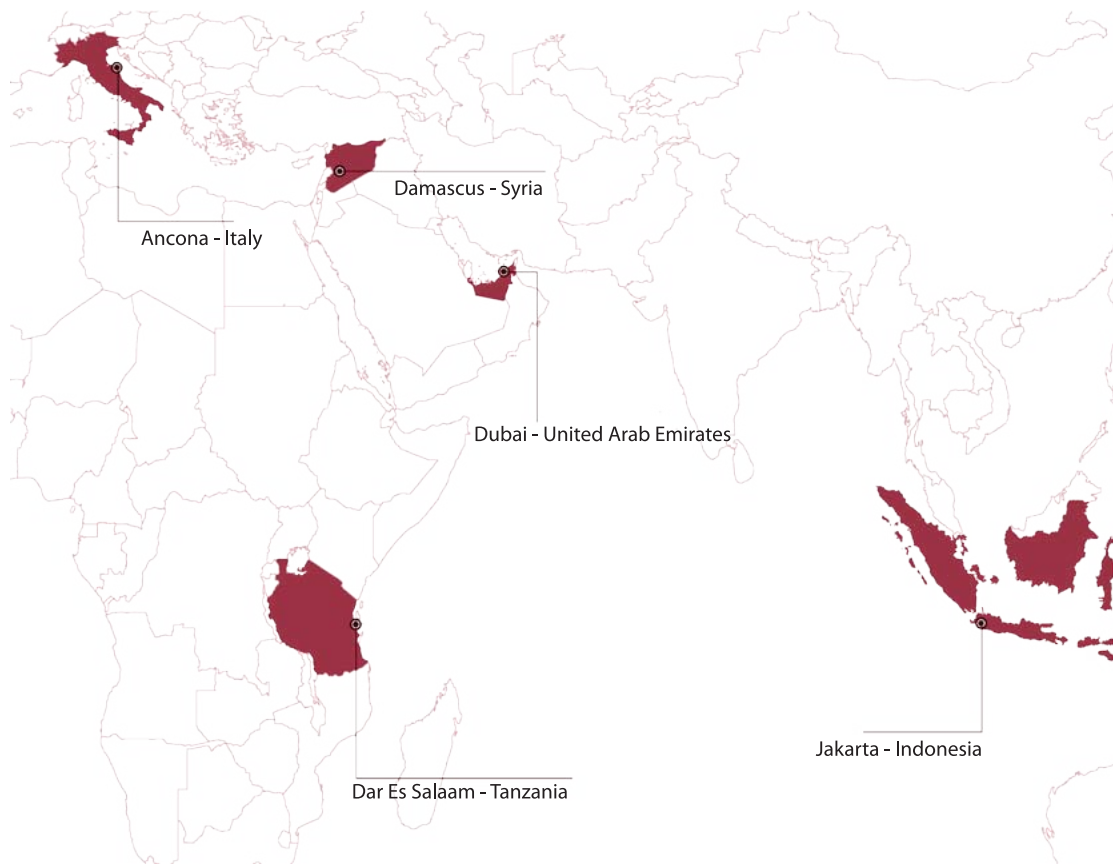 Damascus - Syria
Ancona - Italy
Dubai - United Arab Emirates
Jakarta - Indonesia
Dar Es Salaam - Tanzania